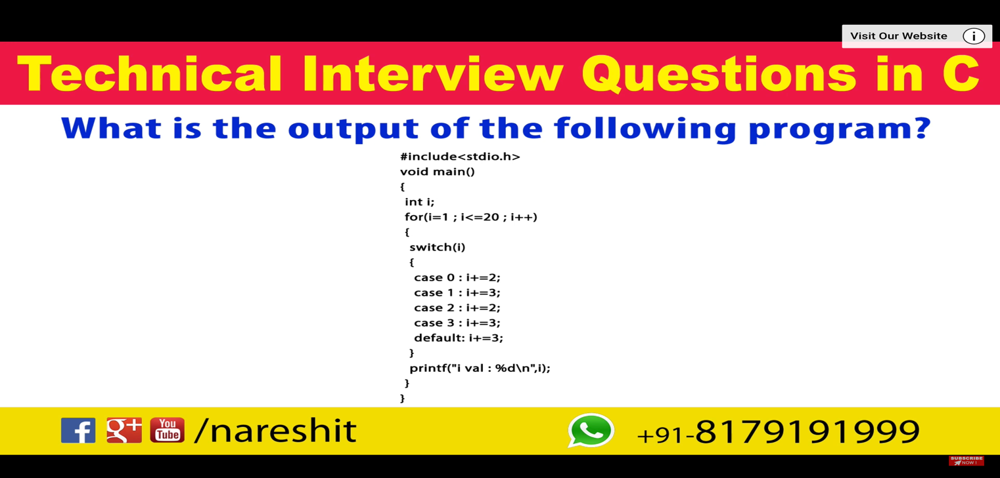 Visit Our Website i
Technical Interview Questions in C
What is the output of the following program?
#include<stdio.h>
void main()
{
int i;
for(i=1 ; i<=20 ; i++)
{
switch(i)
{
case 0 : i+=2;
case 1 : i+=3;
case 2 : i+=2;
case 3 : i+=3;
default: i+=3;
}
printf("i val : %d\n",i);
}
}
f g+ You Tube /nareshit +91-8179191999
SUBSCRIBE
NOW !